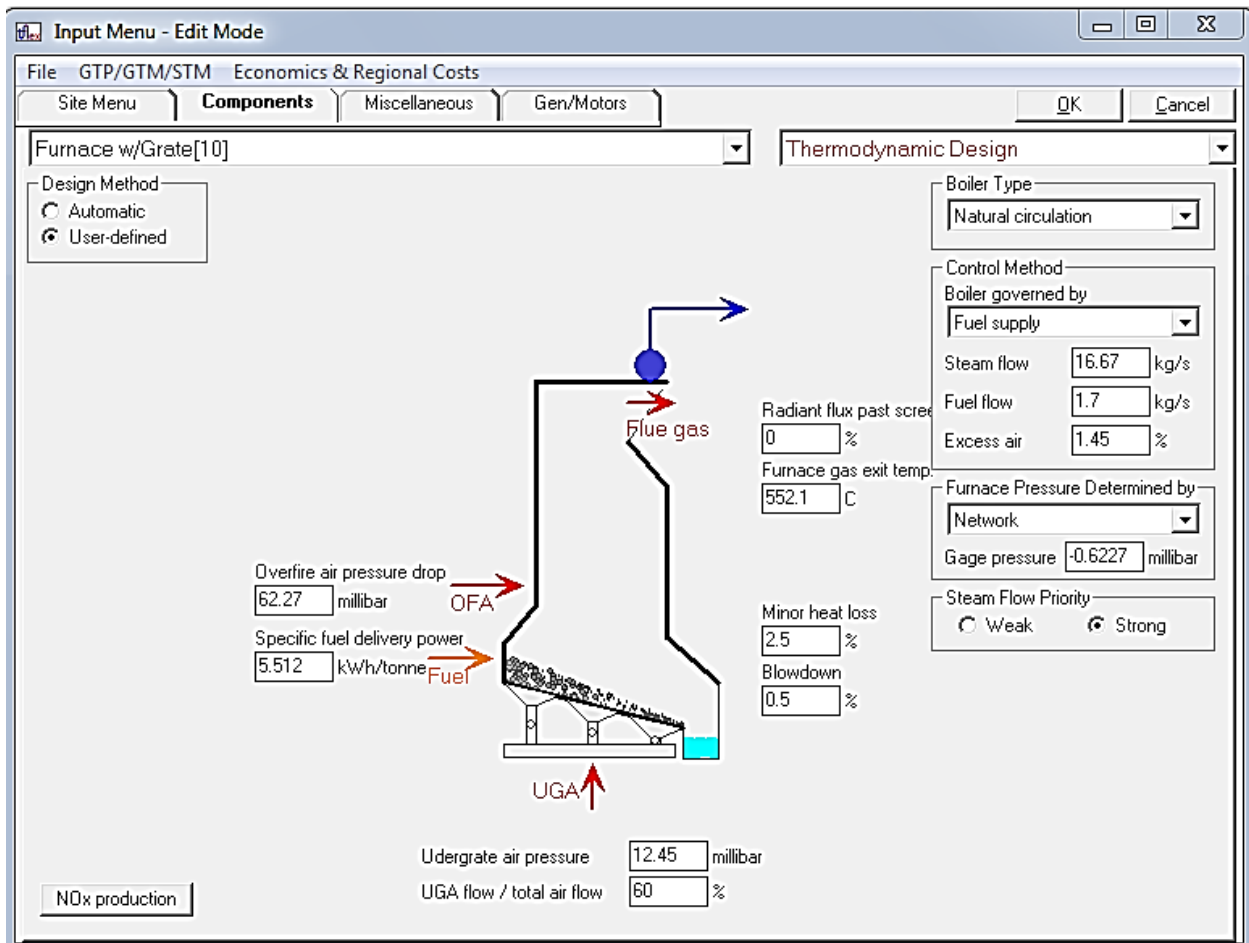 tflex Input Menu - Edit Mode
File GTP/GTM/STM Economics & Regional Costs
Site Menu Components Miscellaneous Gen/Motors OK Cancel
Furnace w/Grate[10] Thermodynamic Design
Design Method
Automatic
User-defined
Boiler Type
Natural circulation
Control Method
Boiler governed by
Fuel supply
Steam flow 16.67 kg/s
Fuel flow 1.7 kg/s
Excess air 1.45 %
Flue gas
Radiant flux past scree
0 %
Furnace gas exit temp.
552.1 C
Furnace Pressure Determined by
Network
Gage pressure -0.6227 millibar
Steam Flow Priority
Weak Strong
Overfire air pressure drop
62.27 millibar OFA
Specific fuel delivery power
5.512 kWh/tonne Fuel
Minor heat loss
2.5 %
Blowdown
0.5 %
UGA
Udergrate air pressure 12.45 millibar
UGA flow / total air flow 60 %
NOx production